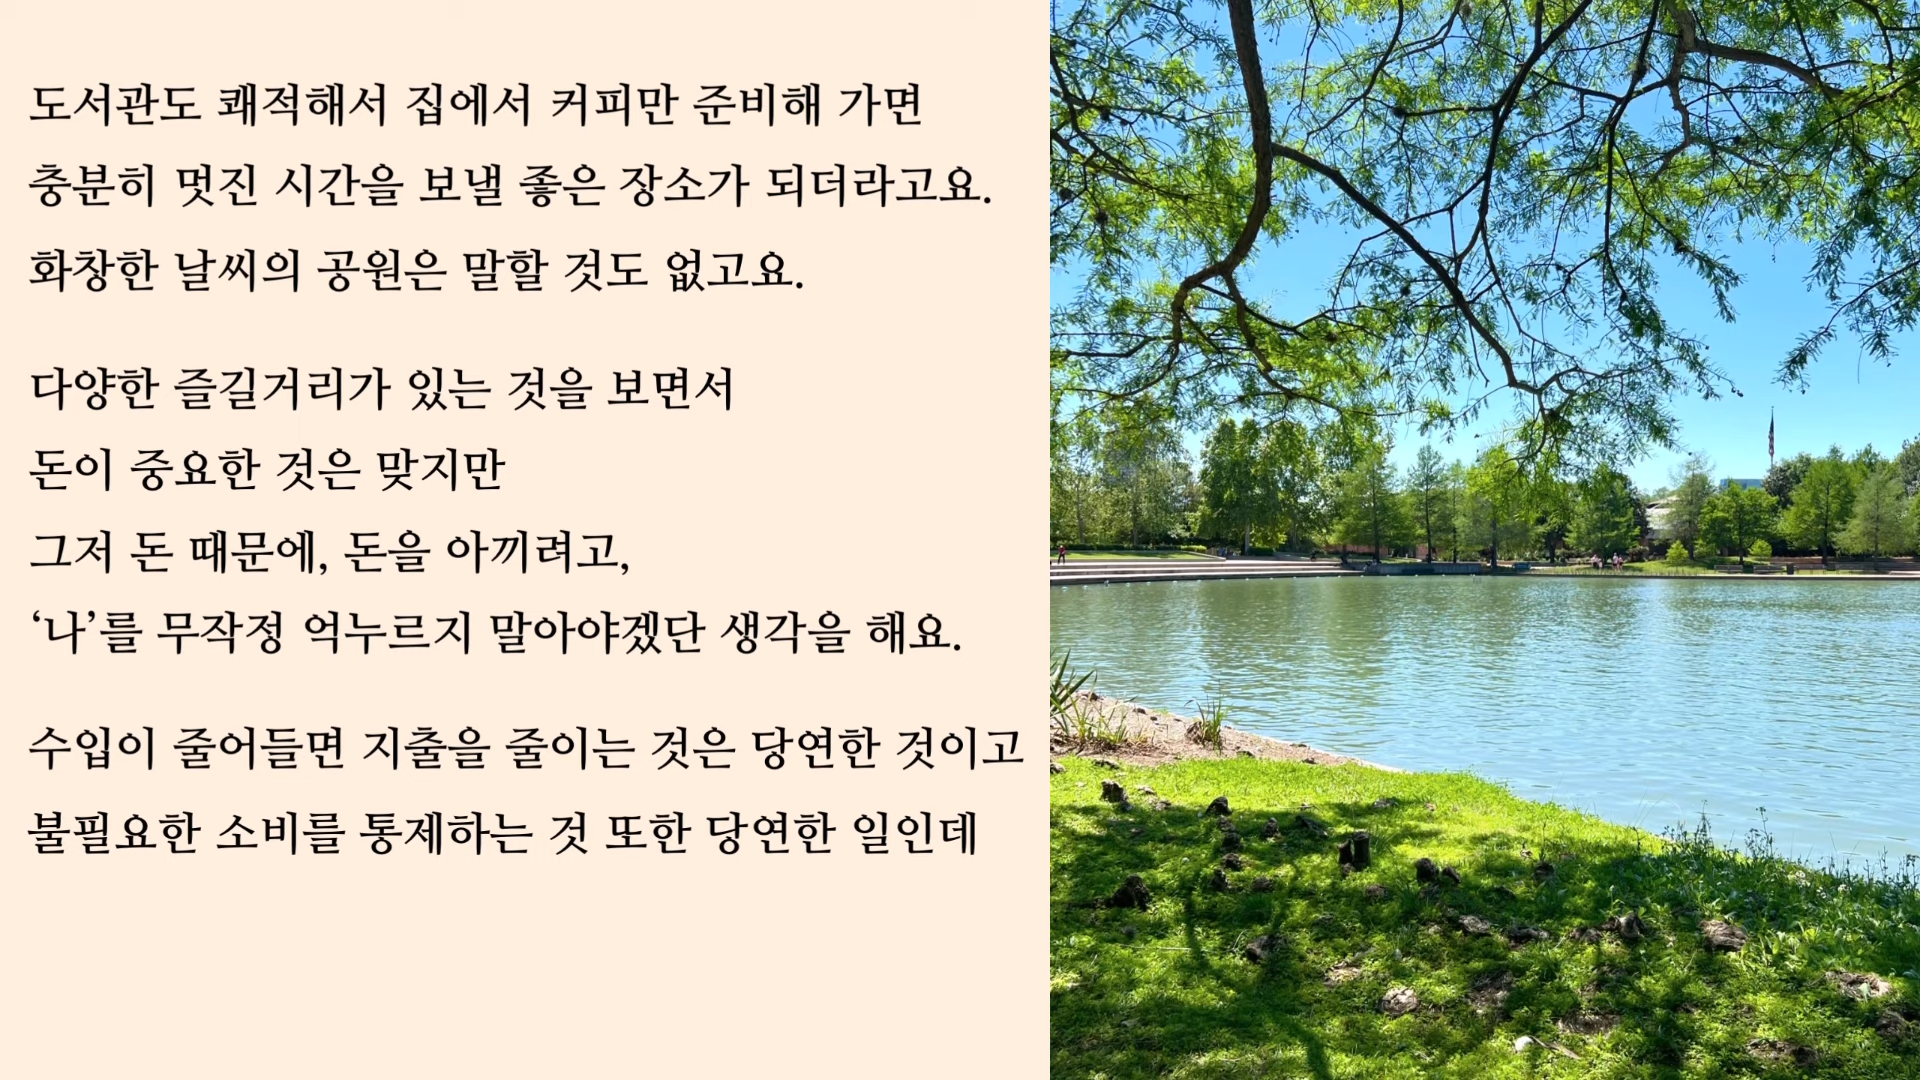 도서관도 쾌적해서 집에서 커피만 준비해 가면
충분히 멋진 시간을 보낼 좋은 장소가 되더라고요.
화창한 날씨의 공원은 말할 것도 없고요.
다양한 즐길거리가 있는 것을 보면서
돈이 중요한 것은 맞지만
그저 돈 때문에, 돈을 아끼려고,
‘나’를 무작정 억누르지 말아야겠단 생각을 해요.
수입이 줄어들면 지출을 줄이는 것은 당연한 것이고
불필요한 소비를 통제하는 것 또한 당연한 일인데